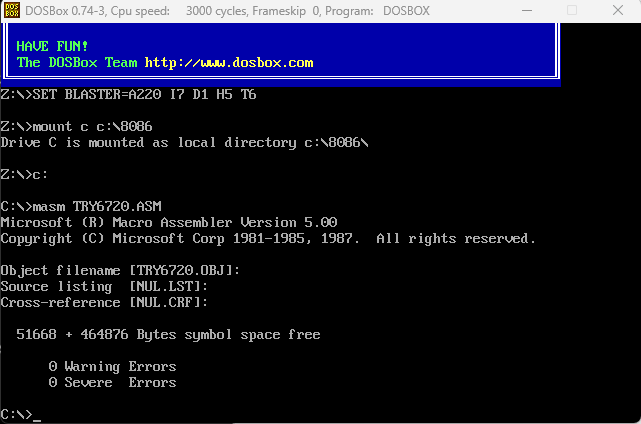 DOSBox 0.74-3, Cpu speed:    3000 cycles, Frameskip  0, Program:   DOSBOX
HAVE FUN!
The DOSBox Team http://www.dosbox.com
Z:\>SET BLASTER=A220 I7 D1 H5 T6
Z:\>mount c c:\8086
Drive C is mounted as local directory c:\8086\
Z:\>c:
C:\>masm TRY6720.ASM
Microsoft (R) Macro Assembler Version 5.00
Copyright (C) Microsoft Corp 1981-1985, 1987.  All rights reserved.
Object filename [TRY6720.OBJ]:
Source listing  [NUL.LST]:
Cross-reference [NUL.CRF]:
  51668 + 464876 Bytes symbol space free
      0 Warning Errors
      0 Severe  Errors
C:\>_